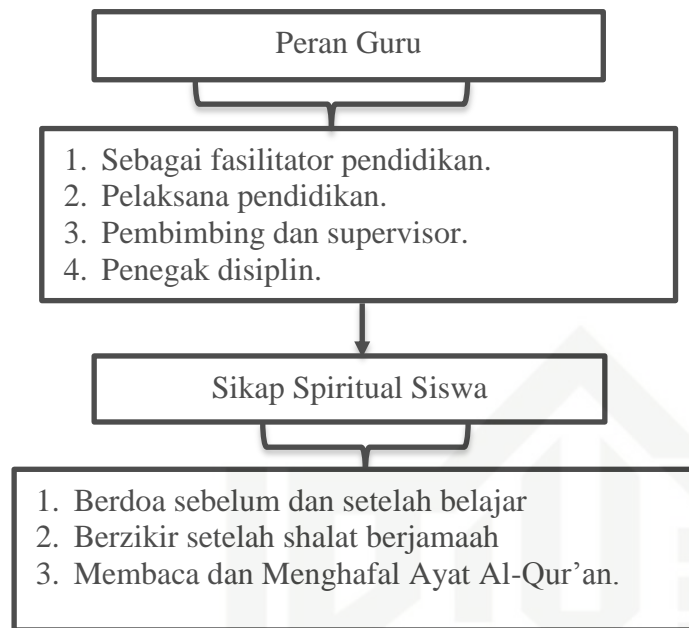 Peran Guru
1. Sebagai fasilitator pendidikan.
2. Pelaksana pendidikan.
3. Pembimbing dan supervisor.
4. Penegak disiplin.
Sikap Spiritual Siswa
1. Berdoa sebelum dan setelah belajar
2. Berzikir setelah shalat berjamaah
3. Membaca dan Menghafal Ayat Al-Qur’an.